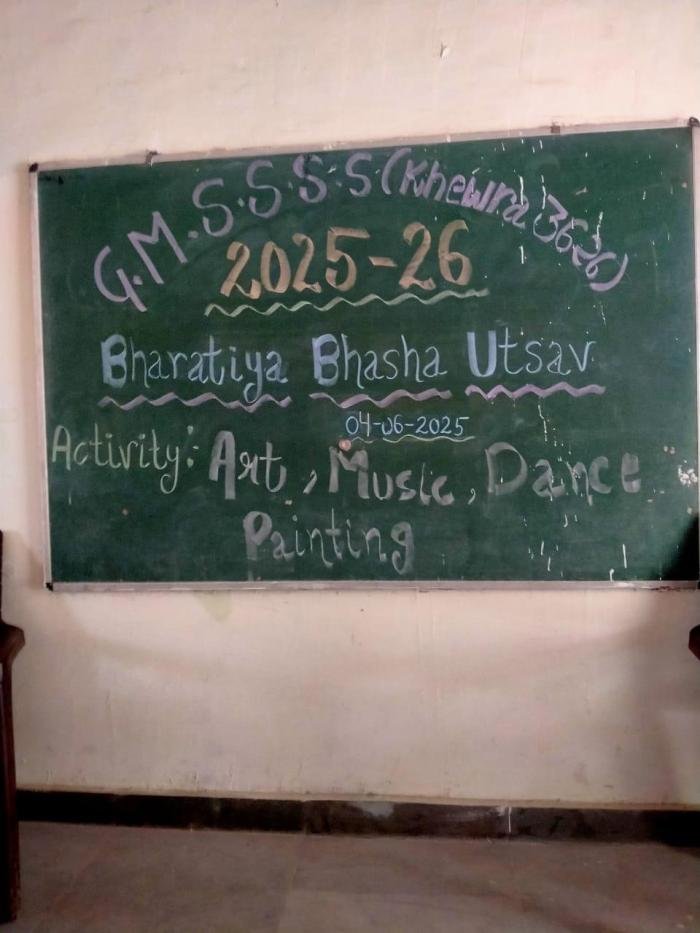 G.M.S.S.S.S (Khewra 3626)
2025-26
Bharatiya Bhasha Utsav
04-06-2025
Activity:- Art, Music, Dance
Painting